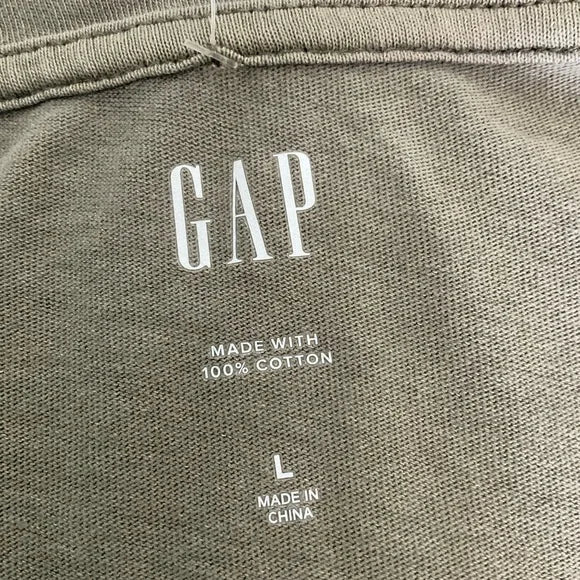 GAP
MADE WITH
100% COTTON
L
MADE IN
CHINA